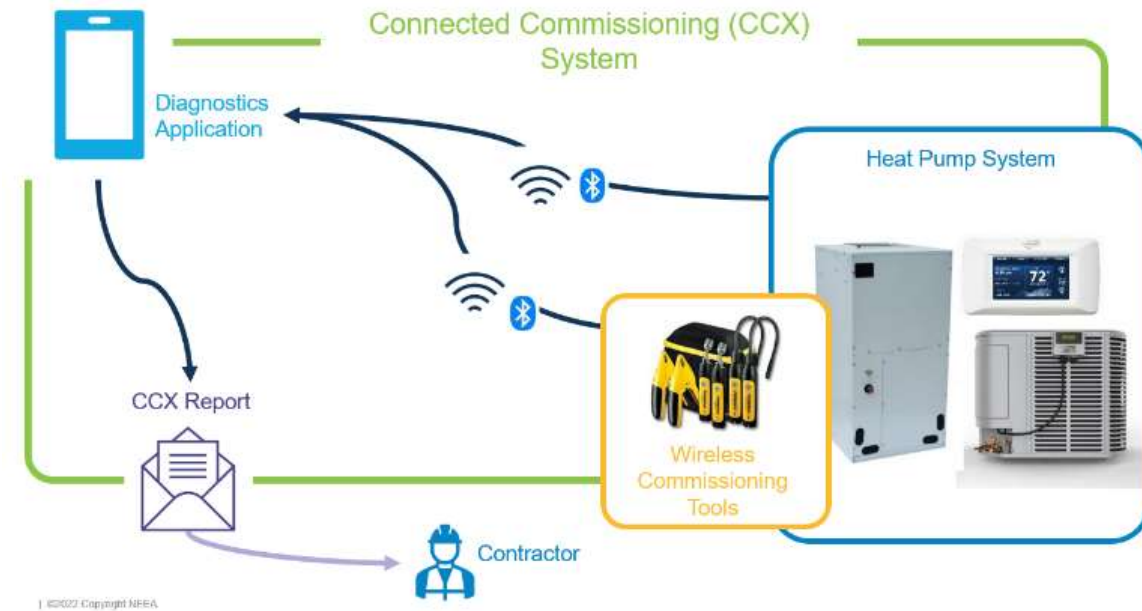 Connected Commissioning (CCX)
System
Diagnostics
Application
Heat Pump System
72°
CCX Report
Wireless
Commissioning
Tools
Contractor
| ©2022 Copyright NEEA